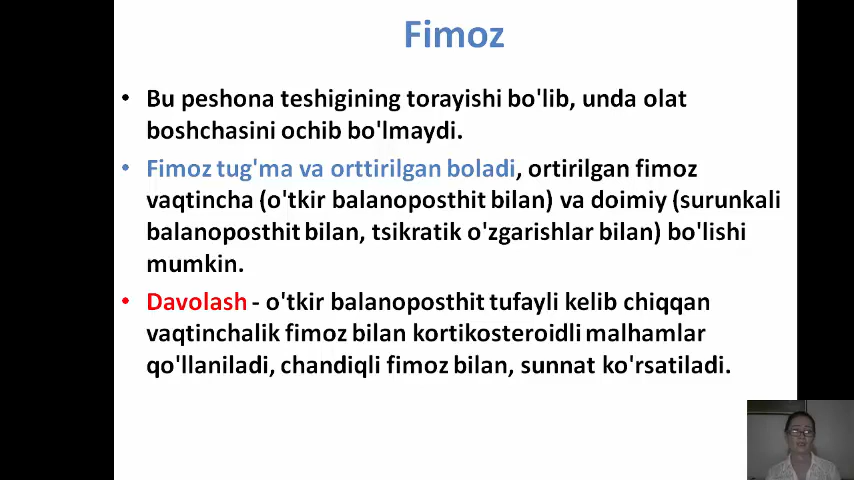 Fimoz
• Bu peshona teshigining torayishi bo'lib, unda olat
boshchasini ochib bo'lmaydi.
• Fimoz tug'ma va orttirilgan boladi, ortirilgan fimoz
vaqtincha (o'tkir balanoposthit bilan) va doimiy (surunkali
balanoposthit bilan, tsikratik o'zgarishlar bilan) bo'lishi
mumkin.
• Davolash - o'tkir balanoposthit tufayli kelib chiqqan
vaqtinchalik fimoz bilan kortikosteroidli malhamlar
qo'llaniladi, chandiqli fimoz bilan, sunnat ko'rsatiladi.